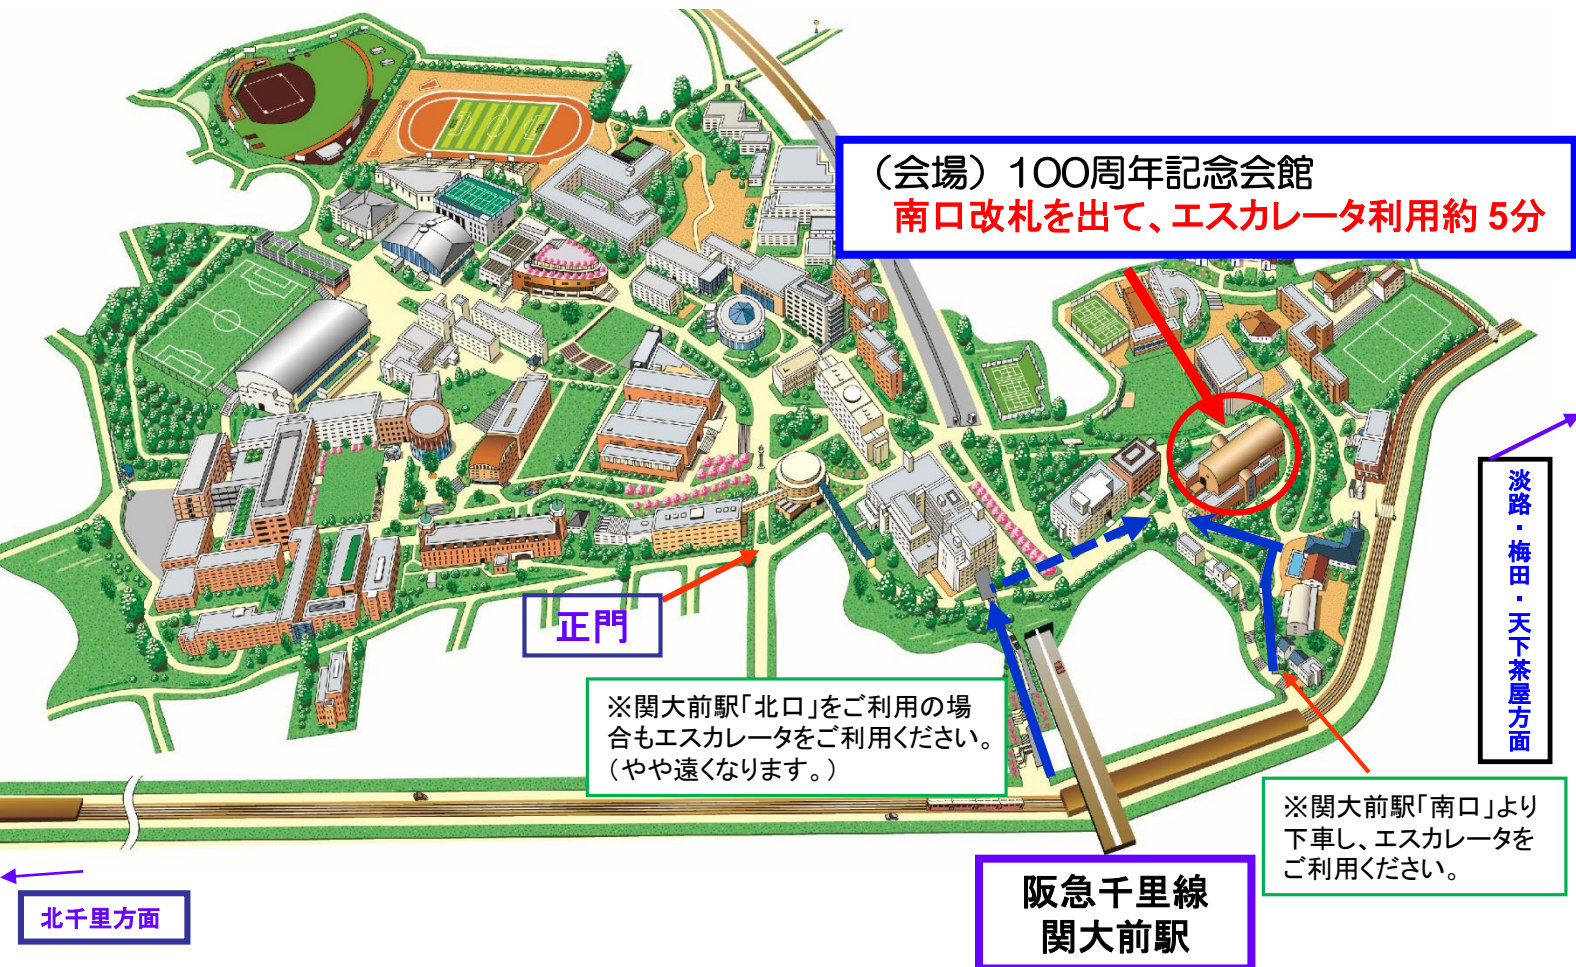 （会場）100周年記念会館
南口改札を出て、エスカレータ利用約 5分
淡路・梅田・天下茶屋方面
正門
※関大前駅「北口」をご利用の場
合もエスカレータをご利用ください。
（やや遠くなります。）
※関大前駅「南口」より
下車し、エスカレータを
ご利用ください。
阪急千里線
関大前駅
北千里方面